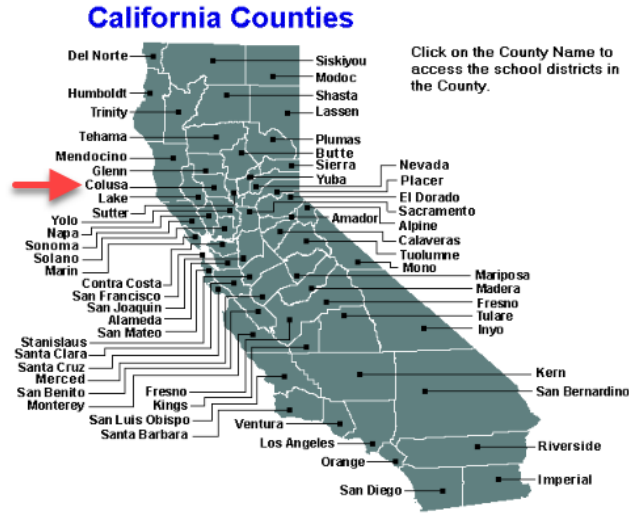 California Counties
Click on the County Name to
access the school districts in
the County.
Del Norte
Humboldt
Trinity
Tehama
Mendocino
Glenn
Colusa
Lake
Sutter
Yolo
Napa
Sonoma
Solano
Marin
Contra Costa
San Francisco
San Joaquin
Alameda
San Mateo
Stanislaus
Santa Clara
Santa Cruz
Merced
San Benito
Monterey
Fresno
Kings
San Luis Obispo
Santa Barbara
Ventura
Los Angeles
Orange
San Diego
Siskiyou
Modoc
Shasta
Lassen
Plumas
Butte
Sierra
Yuba
Nevada
Placer
El Dorado
Sacramento
Amador
Alpine
Calaveras
Tuolumne
Mono
Mariposa
Madera
Fresno
Tulare
Inyo
Kern
San Bernardino
Riverside
Imperial